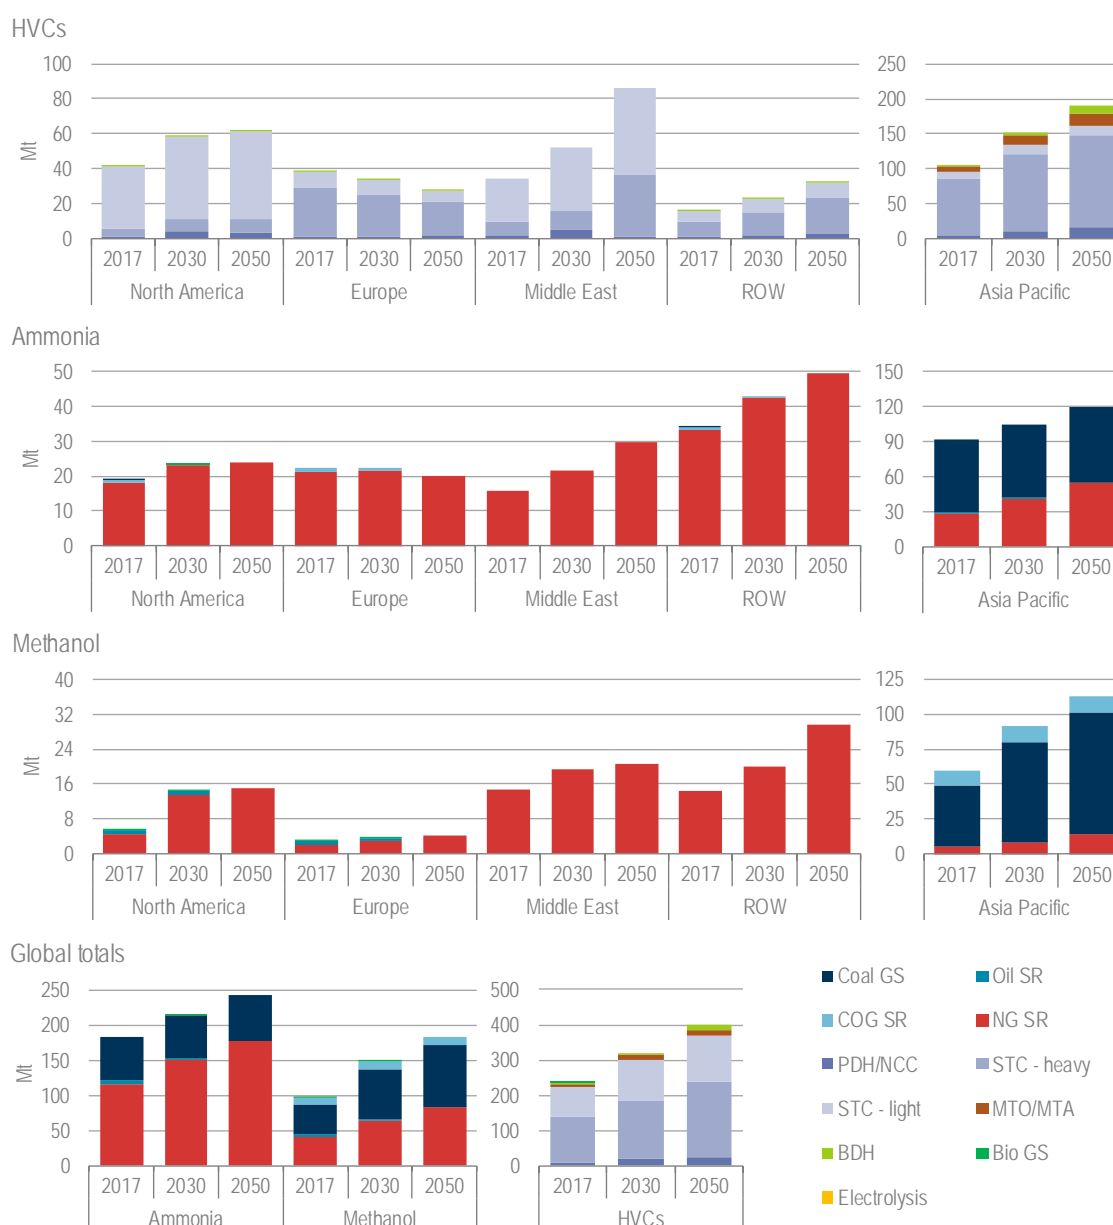 HVCs
100
80
60
40
20
0
Mt
2017 2030 2050 2017 2030 2050 2017 2030 2050 2017 2030 2050
North America Europe Middle East ROW
250
200
150
100
50
0
2017 2030 2050
Asia Pacific
Ammonia
50
40
30
20
10
0
Mt
2017 2030 2050 2017 2030 2050 2017 2030 2050 2017 2030 2050
North America Europe Middle East ROW
150
120
90
60
30
0
2017 2030 2050
Asia Pacific
Methanol
40
32
24
16
8
0
Mt
2017 2030 2050 2017 2030 2050 2017 2030 2050 2017 2030 2050
North America Europe Middle East ROW
125
100
75
50
25
0
2017 2030 2050
Asia Pacific
Global totals
250
200
150
100
50
0
Mt
2017 2030 2050 2017 2030 2050
Ammonia Methanol
500
400
300
200
100
0
2017 2030 2050
HVCs
Coal GS Oil SR
COG SR NG SR
PDH/NCC STC - heavy
STC - light MTO/MTA
BDH Bio GS
Electrolysis